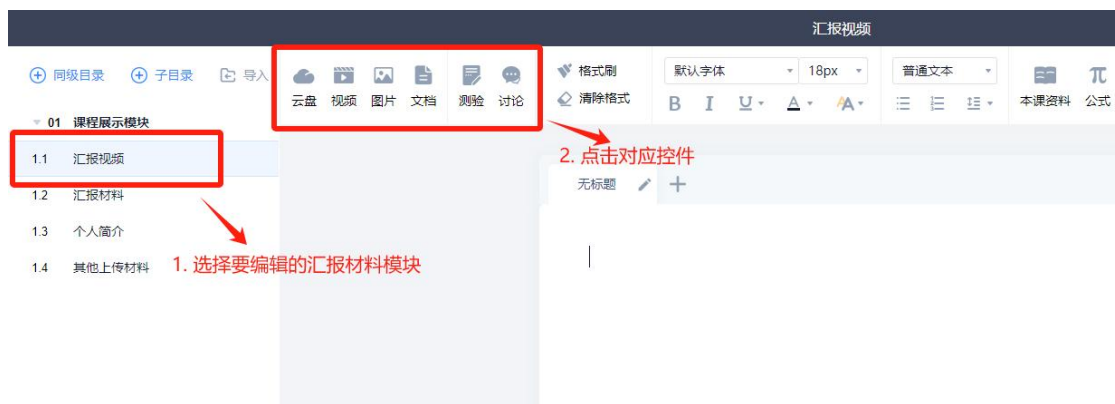 汇报视频
同级目录 子目录 导入
云盘 视频 图片 文档 测验 讨论
格式刷
清除格式
默认字体 18px 普通文本
B I U A A
本课资料 π 公式
01 课程展示模块
1.1 汇报视频
1.2 汇报材料
1.3 个人简介
1.4 其他上传材料
2. 点击对应控件
无标题
1. 选择要编辑的汇报材料模块